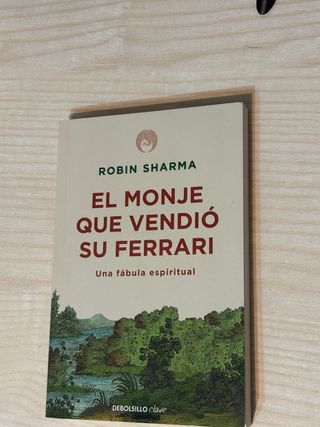 ROBIN SHARMA
EL MONJE
QUE VENDIÓ
SU FERRARI
Una fábula espiritual
DEBOLSILLO clave